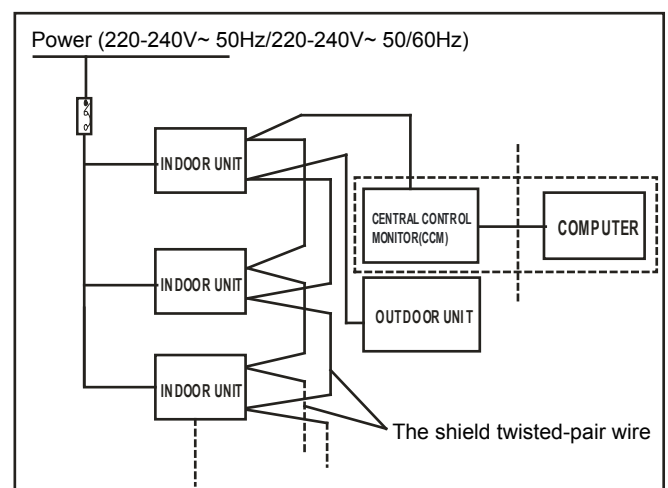 Power (220-240V~ 50Hz/220-240V~ 50/60Hz)
INDOOR UNIT
CENTRAL CONTROL
MONITOR(CCM)
COMPUTER
INDOOR UNIT
OUTDOOR UNIT
INDOOR UNIT
The shield twisted-pair wire